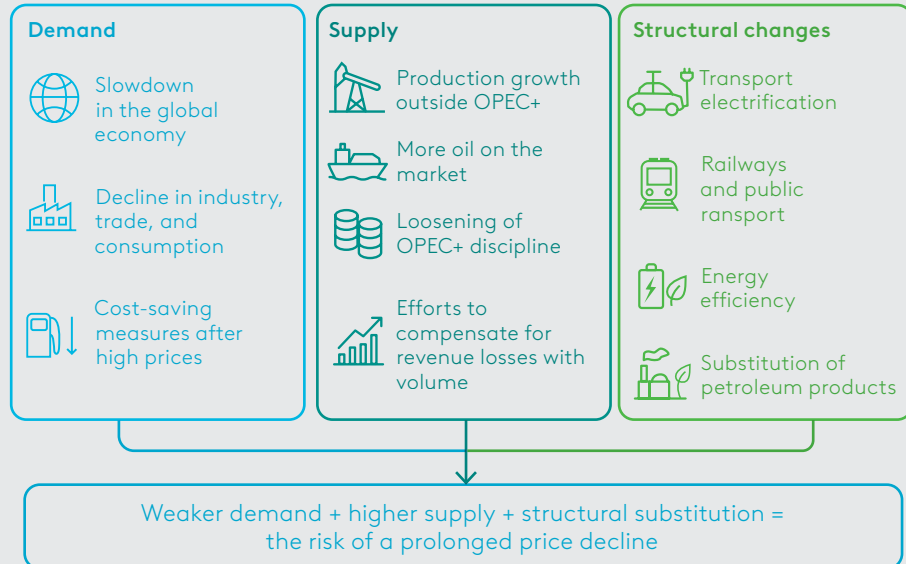 Demand
Slowdown
in the global
economy
Decline in industry,
trade, and
consumption
Cost-saving
measures after
high prices
Supply
Production growth
outside OPEC+
More oil on the
market
Loosening of
OPEC+ discipline
Efforts to
compensate for
revenue losses with
volume
Structural changes
Transport
electrification
Railways
and public
ransport
Energy
efficiency
Substitution of
petroleum products
Weaker demand + higher supply + structural substitution =
the risk of a prolonged price decline